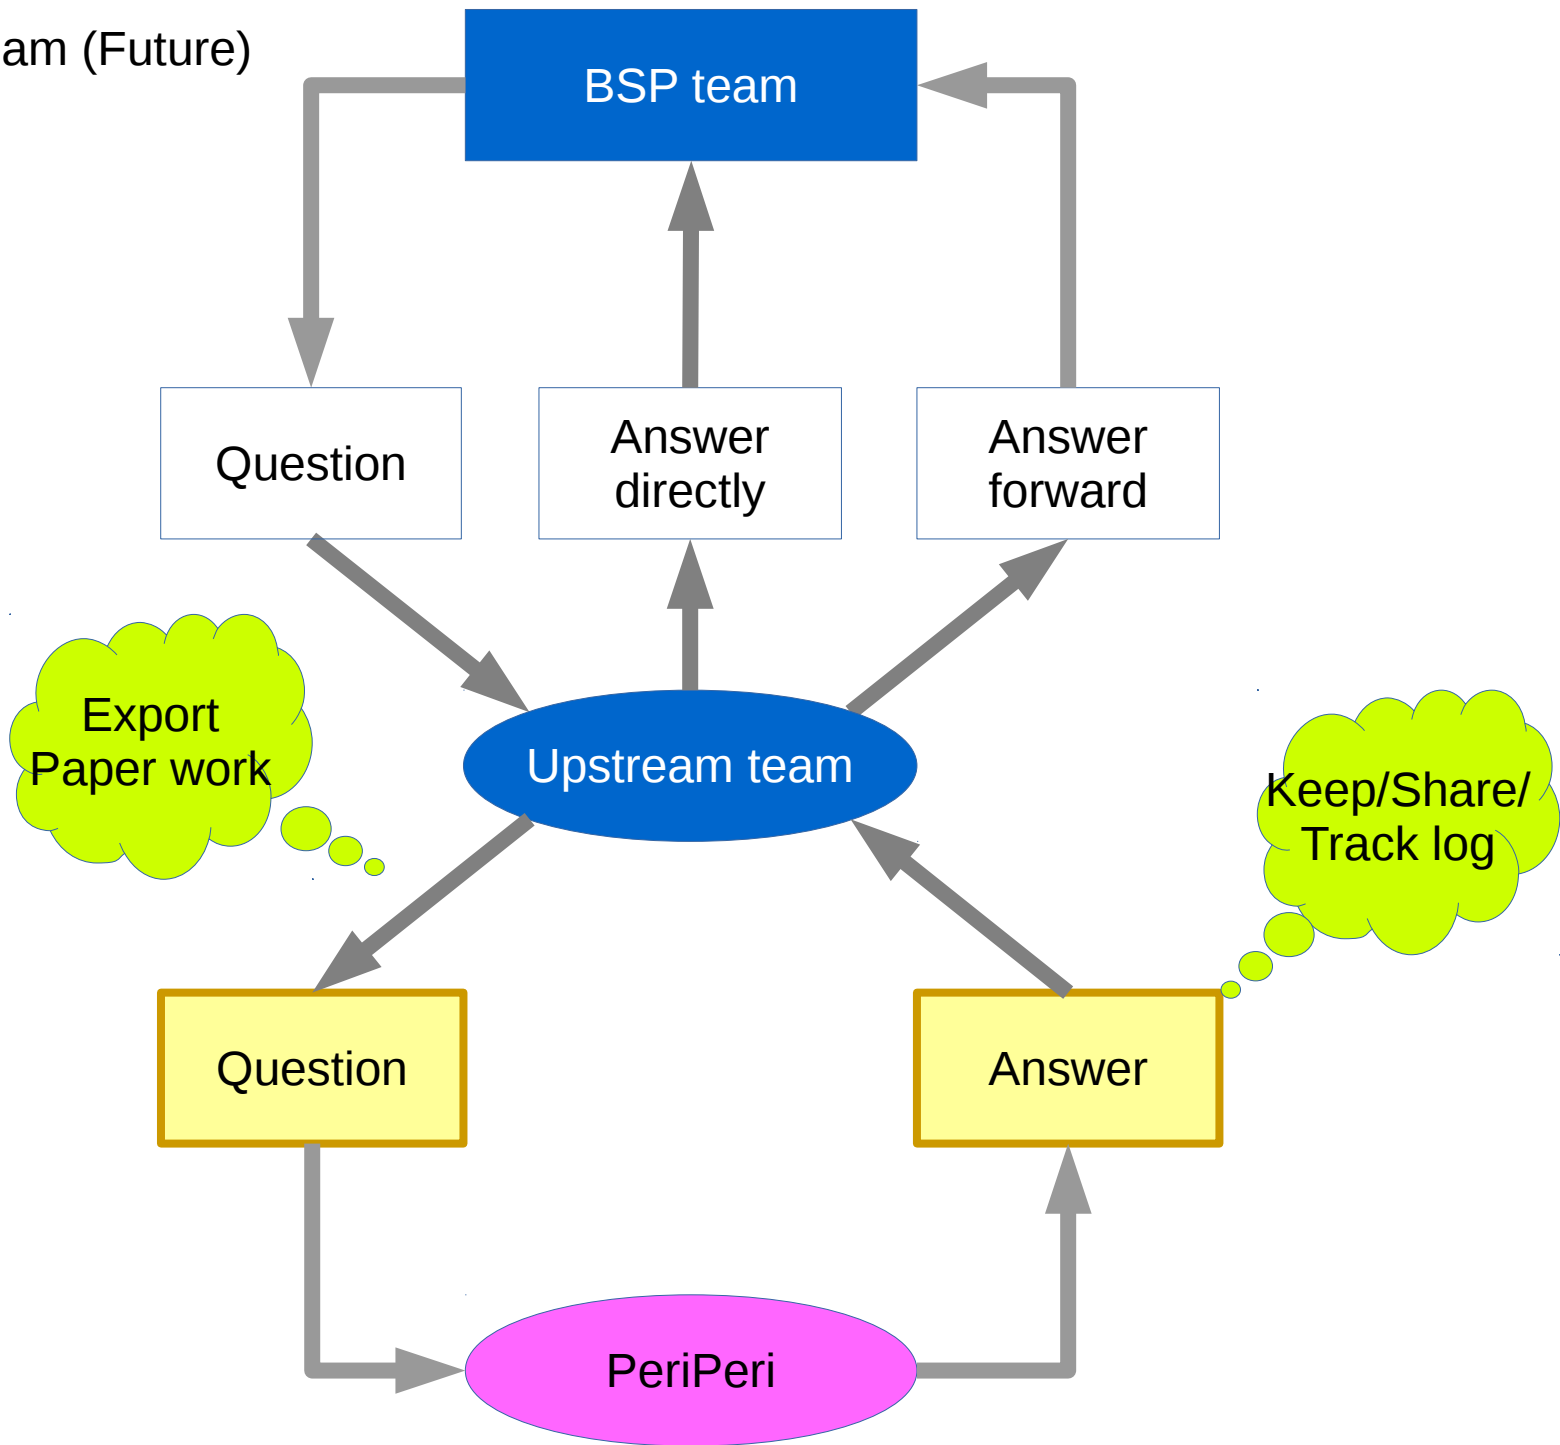 am (Future)
BSP team
Question
Answer
directly
Answer
forward
Export
Paper work
Upstream team
Keep/Share/
Track log
Question
Answer
PeriPeri